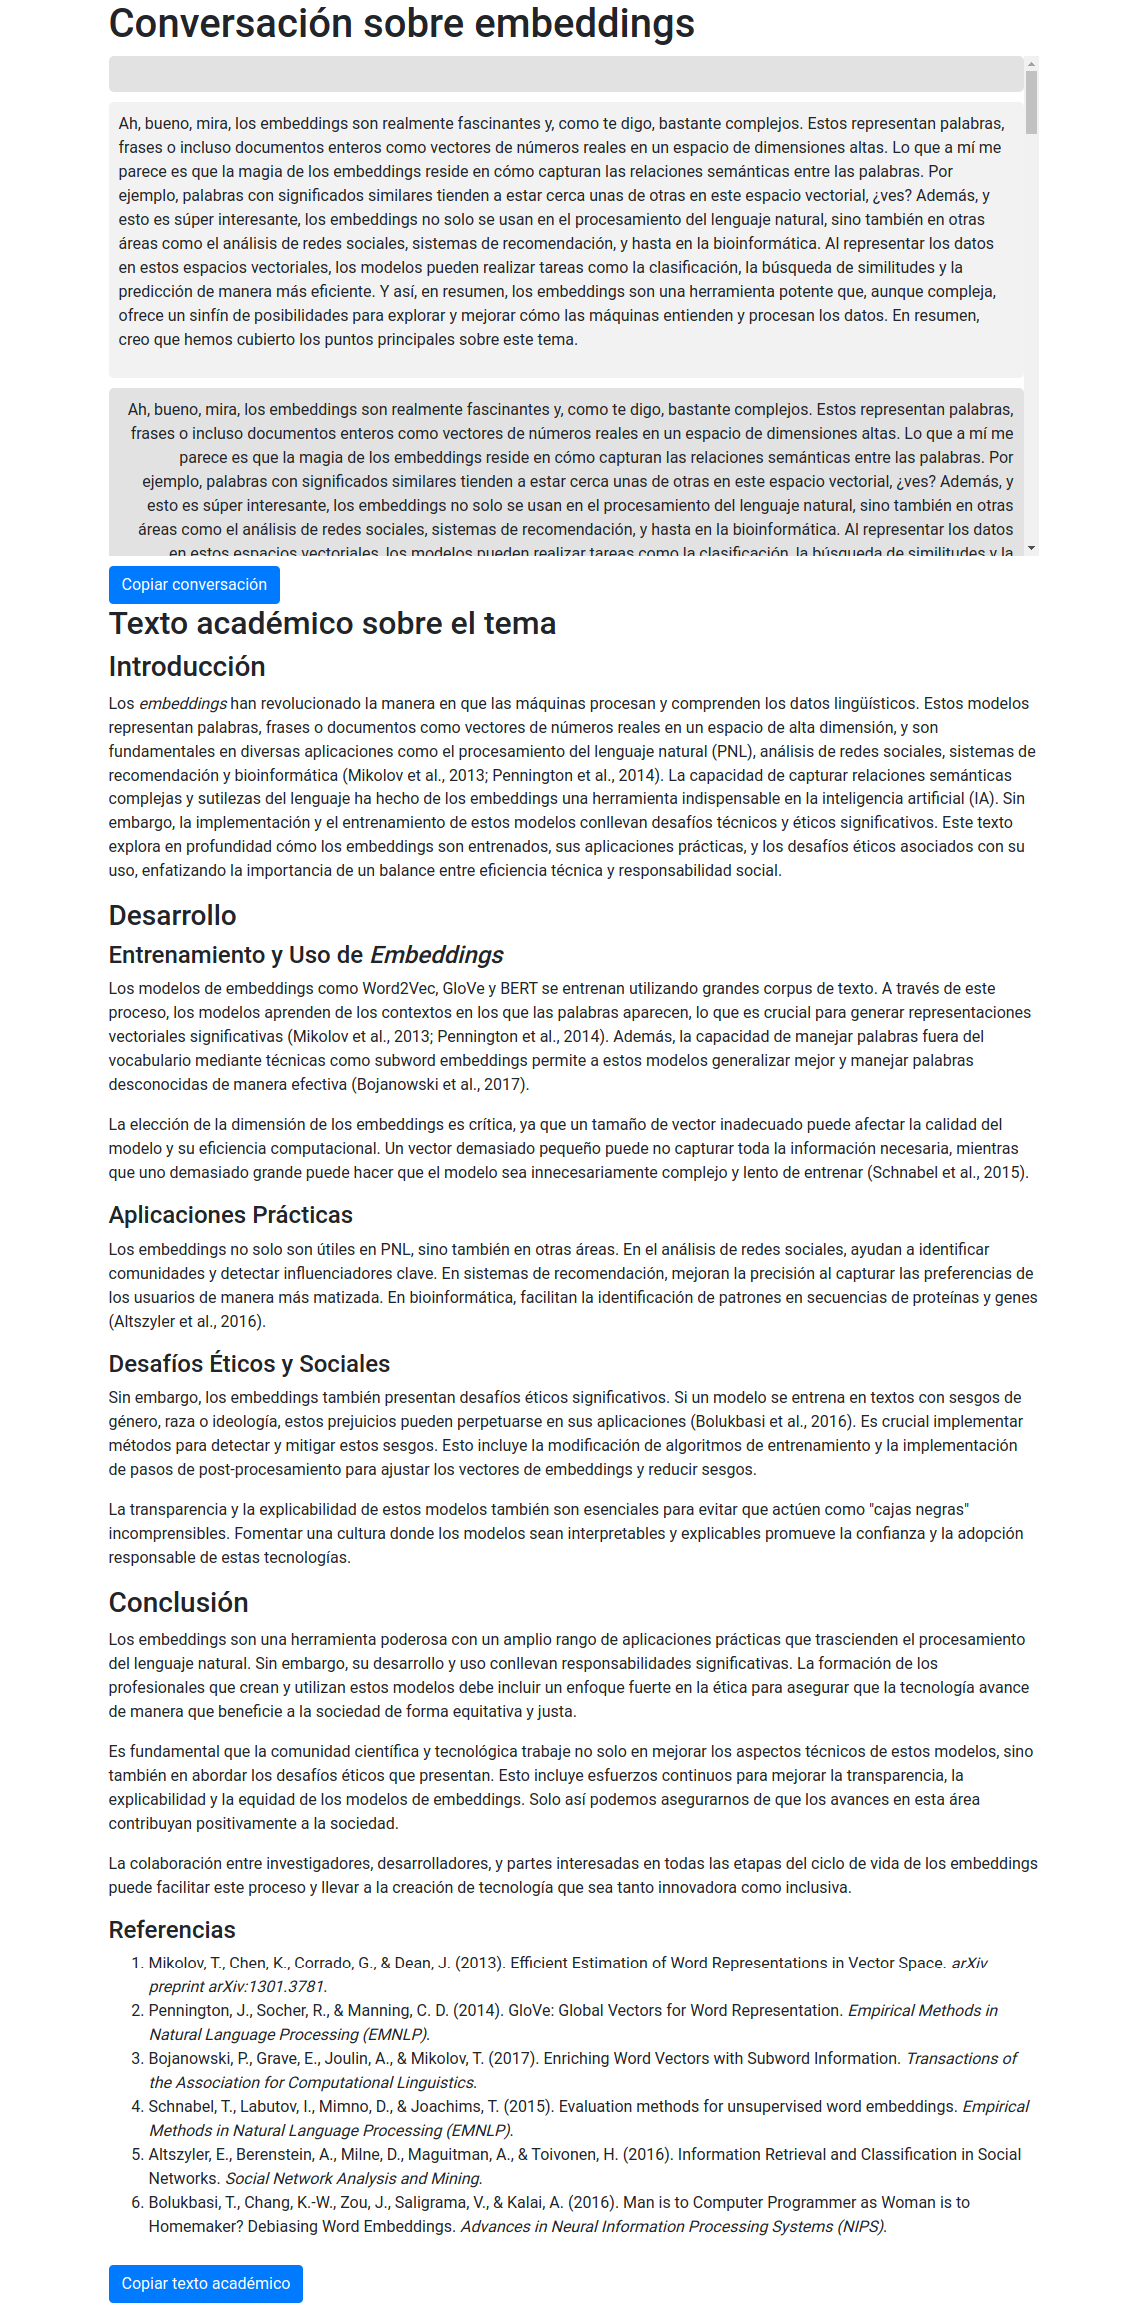 Conversación sobre embeddings
Ah, bueno, mira, los embeddings son realmente fascinantes y, como te digo, bastante complejos. Estos representan palabras,
frases o incluso documentos enteros como vectores de números reales en un espacio de dimensiones altas. Lo que a mí me
parece es que la magia de los embeddings reside en cómo capturan las relaciones semánticas entre las palabras. Por
ejemplo, palabras con significados similares tienden a estar cerca unas de otras en este espacio vectorial, ¿ves? Además, y
esto es súper interesante, los embeddings no solo se usan en el procesamiento del lenguaje natural, sino también en otras
áreas como el análisis de redes sociales, sistemas de recomendación, y hasta en la bioinformática. Al representar los datos
en estos espacios vectoriales, los modelos pueden realizar tareas como la clasificación, la búsqueda de similitudes y la
predicción de manera más eficiente. Y así, en resumen, los embeddings son una herramienta potente que, aunque compleja,
ofrece un sinfín de posibilidades para explorar y mejorar cómo las máquinas entienden y procesan los datos. En resumen,
creo que hemos cubierto los puntos principales sobre este tema.
Ah, bueno, mira, los embeddings son realmente fascinantes y, como te digo, bastante complejos. Estos representan palabras,
frases o incluso documentos enteros como vectores de números reales en un espacio de dimensiones altas. Lo que a mí me
parece es que la magia de los embeddings reside en cómo capturan las relaciones semánticas entre las palabras. Por
ejemplo, palabras con significados similares tienden a estar cerca unas de otras en este espacio vectorial, ¿ves? Además, y
esto es súper interesante, los embeddings no solo se usan en el procesamiento del lenguaje natural, sino también en otras
áreas como el análisis de redes sociales, sistemas de recomendación, y hasta en la bioinformática. Al representar los datos
en estos espacios vectoriales, los modelos pueden realizar tareas como la clasificación, la búsqueda de similitudes y la
Copiar conversación
Texto académico sobre el tema
Introducción
Los embeddings han revolucionado la manera en que las máquinas procesan y comprenden los datos lingüísticos. Estos modelos
representan palabras, frases o documentos como vectores de números reales en un espacio de alta dimensión, y son
fundamentales en diversas aplicaciones como el procesamiento del lenguaje natural (PNL), análisis de redes sociales, sistemas de
recomendación y bioinformática (Mikolov et al., 2013; Pennington et al., 2014). La capacidad de capturar relaciones semánticas
complejas y sutilezas del lenguaje ha hecho de los embeddings una herramienta indispensable en la inteligencia artificial (IA). Sin
embargo, la implementación y el entrenamiento de estos modelos conllevan desafíos técnicos y éticos significativos. Este texto
explora en profundidad cómo los embeddings son entrenados, sus aplicaciones prácticas, y los desafíos éticos asociados con su
uso, enfatizando la importancia de un balance entre eficiencia técnica y responsabilidad social.
Desarrollo
Entrenamiento y Uso de Embeddings
Los modelos de embeddings como Word2Vec, GloVe y BERT se entrenan utilizando grandes corpus de texto. A través de este
proceso, los modelos aprenden de los contextos en los que las palabras aparecen, lo que es crucial para generar representaciones
vectoriales significativas (Mikolov et al., 2013; Pennington et al., 2014). Además, la capacidad de manejar palabras fuera del
vocabulario mediante técnicas como subword embeddings permite a estos modelos generalizar mejor y manejar palabras
desconocidas de manera efectiva (Bojanowski et al., 2017).
La elección de la dimensión de los embeddings es crítica, ya que un tamaño de vector inadecuado puede afectar la calidad del
modelo y su eficiencia computacional. Un vector demasiado pequeño puede no capturar toda la información necesaria, mientras
que uno demasiado grande puede hacer que el modelo sea innecesariamente complejo y lento de entrenar (Schnabel et al., 2015).
Aplicaciones Prácticas
Los embeddings no solo son útiles en PNL, sino también en otras áreas. En el análisis de redes sociales, ayudan a identificar
comunidades y detectar influenciadores clave. En sistemas de recomendación, mejoran la precisión al capturar las preferencias de
los usuarios de manera más matizada. En bioinformática, facilitan la identificación de patrones en secuencias de proteínas y genes
(Altszyler et al., 2016).
Desafíos Éticos y Sociales
Sin embargo, los embeddings también presentan desafíos éticos significativos. Si un modelo se entrena en textos con sesgos de
género, raza o ideología, estos prejuicios pueden perpetuarse en sus aplicaciones (Bolukbasi et al., 2016). Es crucial implementar
métodos para detectar y mitigar estos sesgos. Esto incluye la modificación de algoritmos de entrenamiento y la implementación
de pasos de post-procesamiento para ajustar los vectores de embeddings y reducir sesgos.
La transparencia y la explicabilidad de estos modelos también son esenciales para evitar que actúen como "cajas negras"
incomprensibles. Fomentar una cultura donde los modelos sean interpretables y explicables promueve la confianza y la adopción
responsable de estas tecnologías.
Conclusión
Los embeddings son una herramienta poderosa con un amplio rango de aplicaciones prácticas que trascienden el procesamiento
del lenguaje natural. Sin embargo, su desarrollo y uso conllevan responsabilidades significativas. La formación de los
profesionales que crean y utilizan estos modelos debe incluir un enfoque fuerte en la ética para asegurar que la tecnología avance
de manera que beneficie a la sociedad de forma equitativa y justa.
Es fundamental que la comunidad científica y tecnológica trabaje no solo en mejorar los aspectos técnicos de estos modelos, sino
también en abordar los desafíos éticos que presentan. Esto incluye esfuerzos continuos para mejorar la transparencia, la
explicabilidad y la equidad de los modelos de embeddings. Solo así podemos asegurarnos de que los avances en esta área
contribuyan positivamente a la sociedad.
La colaboración entre investigadores, desarrolladores, y partes interesadas en todas las etapas del ciclo de vida de los embeddings
puede facilitar este proceso y llevar a la creación de tecnología que sea tanto innovadora como inclusiva.
Referencias
1. Mikolov, T., Chen, K., Corrado, G., & Dean, J. (2013). Efficient Estimation of Word Representations in Vector Space. arXiv
preprint arXiv:1301.3781.
2. Pennington, J., Socher, R., & Manning, C. D. (2014). GloVe: Global Vectors for Word Representation. Empirical Methods in
Natural Language Processing (EMNLP).
3. Bojanowski, P., Grave, E., Joulin, A., & Mikolov, T. (2017). Enriching Word Vectors with Subword Information. Transactions of
the Association for Computational Linguistics.
4. Schnabel, T., Labutov, I., Mimno, D., & Joachims, T. (2015). Evaluation methods for unsupervised word embeddings. Empirical
Methods in Natural Language Processing (EMNLP).
5. Altszyler, E., Berenstein, A., Milne, D., Maguitman, A., & Toivonen, H. (2016). Information Retrieval and Classification in Social
Networks. Social Network Analysis and Mining.
6. Bolukbasi, T., Chang, K.-W., Zou, J., Saligrama, V., & Kalai, A. (2016). Man is to Computer Programmer as Woman is to
Homemaker? Debiasing Word Embeddings. Advances in Neural Information Processing Systems (NIPS).
Copiar texto académico